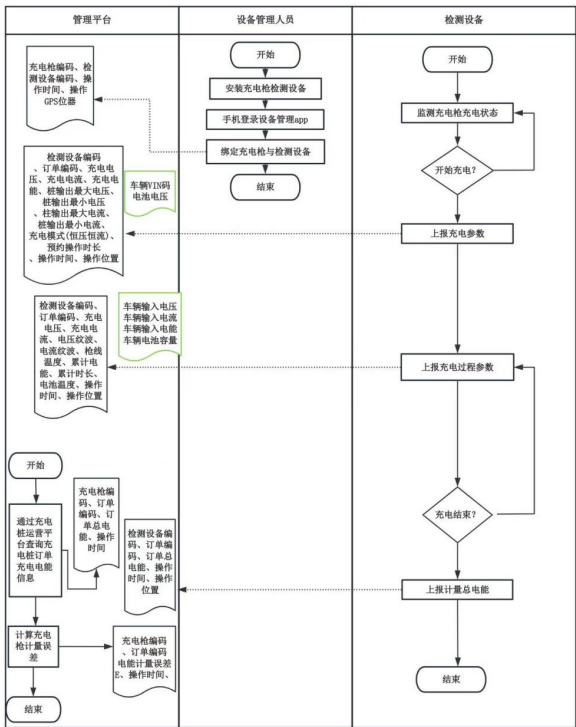 管理平台
设备管理人员
检测设备
充电枪编码、检
测设备编码、操
作时间、操作
GPS位器
开始
安装充电枪检测设备
手机登录设备管理app
绑定充电枪与检测设备
结束
开始
监测充电枪充电状态
开始充电？
检测设备编码
、订单编码、充电电
压、充电电流、充电电
能、桩输出最大电压、
桩输出最小电压
、柱输出最大电流、
桩输出最小电流、
充电模式(恒压恒流)、
预约操作时长
、操作时间、操作位置
车辆VIN码
电池电压
上报充电参数
检测设备编码、
订单编码、充电
电压、充电电
流、电压纹波、
电流纹波、枪线
温度、累计电
能、累计时长、
电池温度、操作
时间、操作位置
车辆输入电压
车辆输入电流
车辆输入电能
车辆电池容量
上报充电过程参数
充电结束？
开始
通过充电
桩运营平
台查询充
电桩订单
充电电能
信息
充电枪编
码、订单
编码、订
单总电
能、操作
时间
检测设备编
码、订单编
码、订单总
电能、操作
时间、操作
位置
上报计量总电能
计算充电
枪计量误
差
充电枪编码
、订单编码
电能计量误差
E、操作时间、
结束
结束